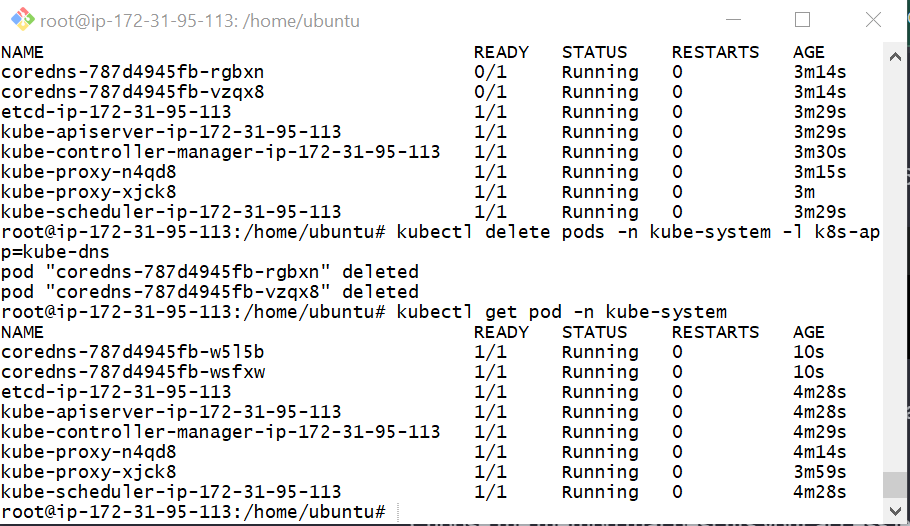 root@ip-172-31-95-113: /home/ubuntu
NAME READY STATUS RESTARTS AGE
coredns-787d4945fb-rgbxn 0/1 Running 0 3m14s
coredns-787d4945fb-vzqx8 0/1 Running 0 3m14s
etcd-ip-172-31-95-113 1/1 Running 0 3m29s
kube-apiserver-ip-172-31-95-113 1/1 Running 0 3m29s
kube-controller-manager-ip-172-31-95-113 1/1 Running 0 3m30s
kube-proxy-n4qd8 1/1 Running 0 3m15s
kube-proxy-xjck8 1/1 Running 0 3m
kube-scheduler-ip-172-31-95-113 1/1 Running 0 3m29s
root@ip-172-31-95-113:/home/ubuntu# kubectl delete pods -n kube-system -l k8s-ap
p=kube-dns
pod "coredns-787d4945fb-rgbxn" deleted
pod "coredns-787d4945fb-vzqx8" deleted
root@ip-172-31-95-113:/home/ubuntu# kubectl get pod -n kube-system
NAME READY STATUS RESTARTS AGE
coredns-787d4945fb-w5l5b 1/1 Running 0 10s
coredns-787d4945fb-wsfxw 1/1 Running 0 10s
etcd-ip-172-31-95-113 1/1 Running 0 4m28s
kube-apiserver-ip-172-31-95-113 1/1 Running 0 4m28s
kube-controller-manager-ip-172-31-95-113 1/1 Running 0 4m29s
kube-proxy-n4qd8 1/1 Running 0 4m14s
kube-proxy-xjck8 1/1 Running 0 3m59s
kube-scheduler-ip-172-31-95-113 1/1 Running 0 4m28s
root@ip-172-31-95-113:/home/ubuntu#